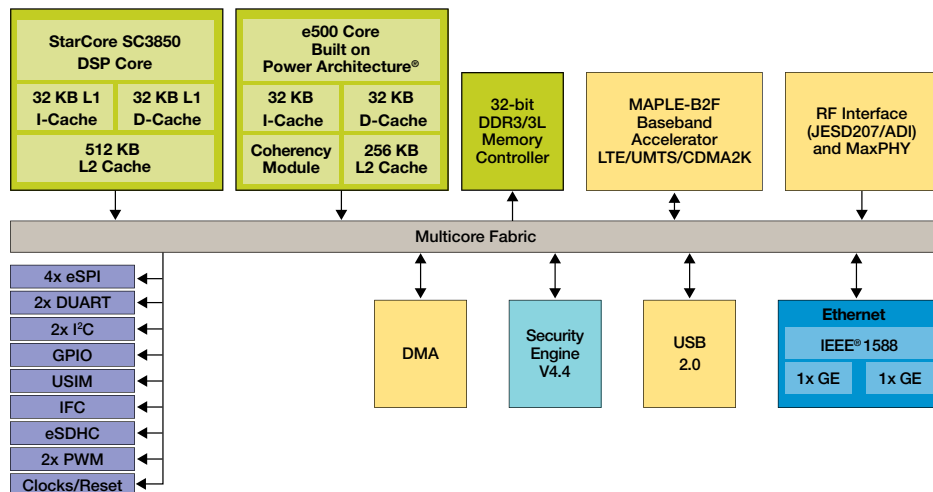 StarCore SC3850
DSP Core
32 KB L1
I-Cache
32 KB L1
D-Cache
512 KB
L2 Cache
e500 Core
Built on
Power Architecture®
32 KB
I-Cache
32 KB
D-Cache
Coherency
Module
256 KB
L2 Cache
32-bit
DDR3/3L
Memory
Controller
MAPLE-B2F
Baseband
Accelerator
LTE/UMTS/CDMA2K
RF Interface
(JESD207/ADI)
and MaxPHY
Multicore Fabric
4x eSPI
2x DUART
2x I²C
GPIO
USIM
IFC
eSDHC
2x PWM
Clocks/Reset
DMA
Security
Engine
V4.4
USB
2.0
Ethernet
IEEE® 1588
1x GE
1x GE